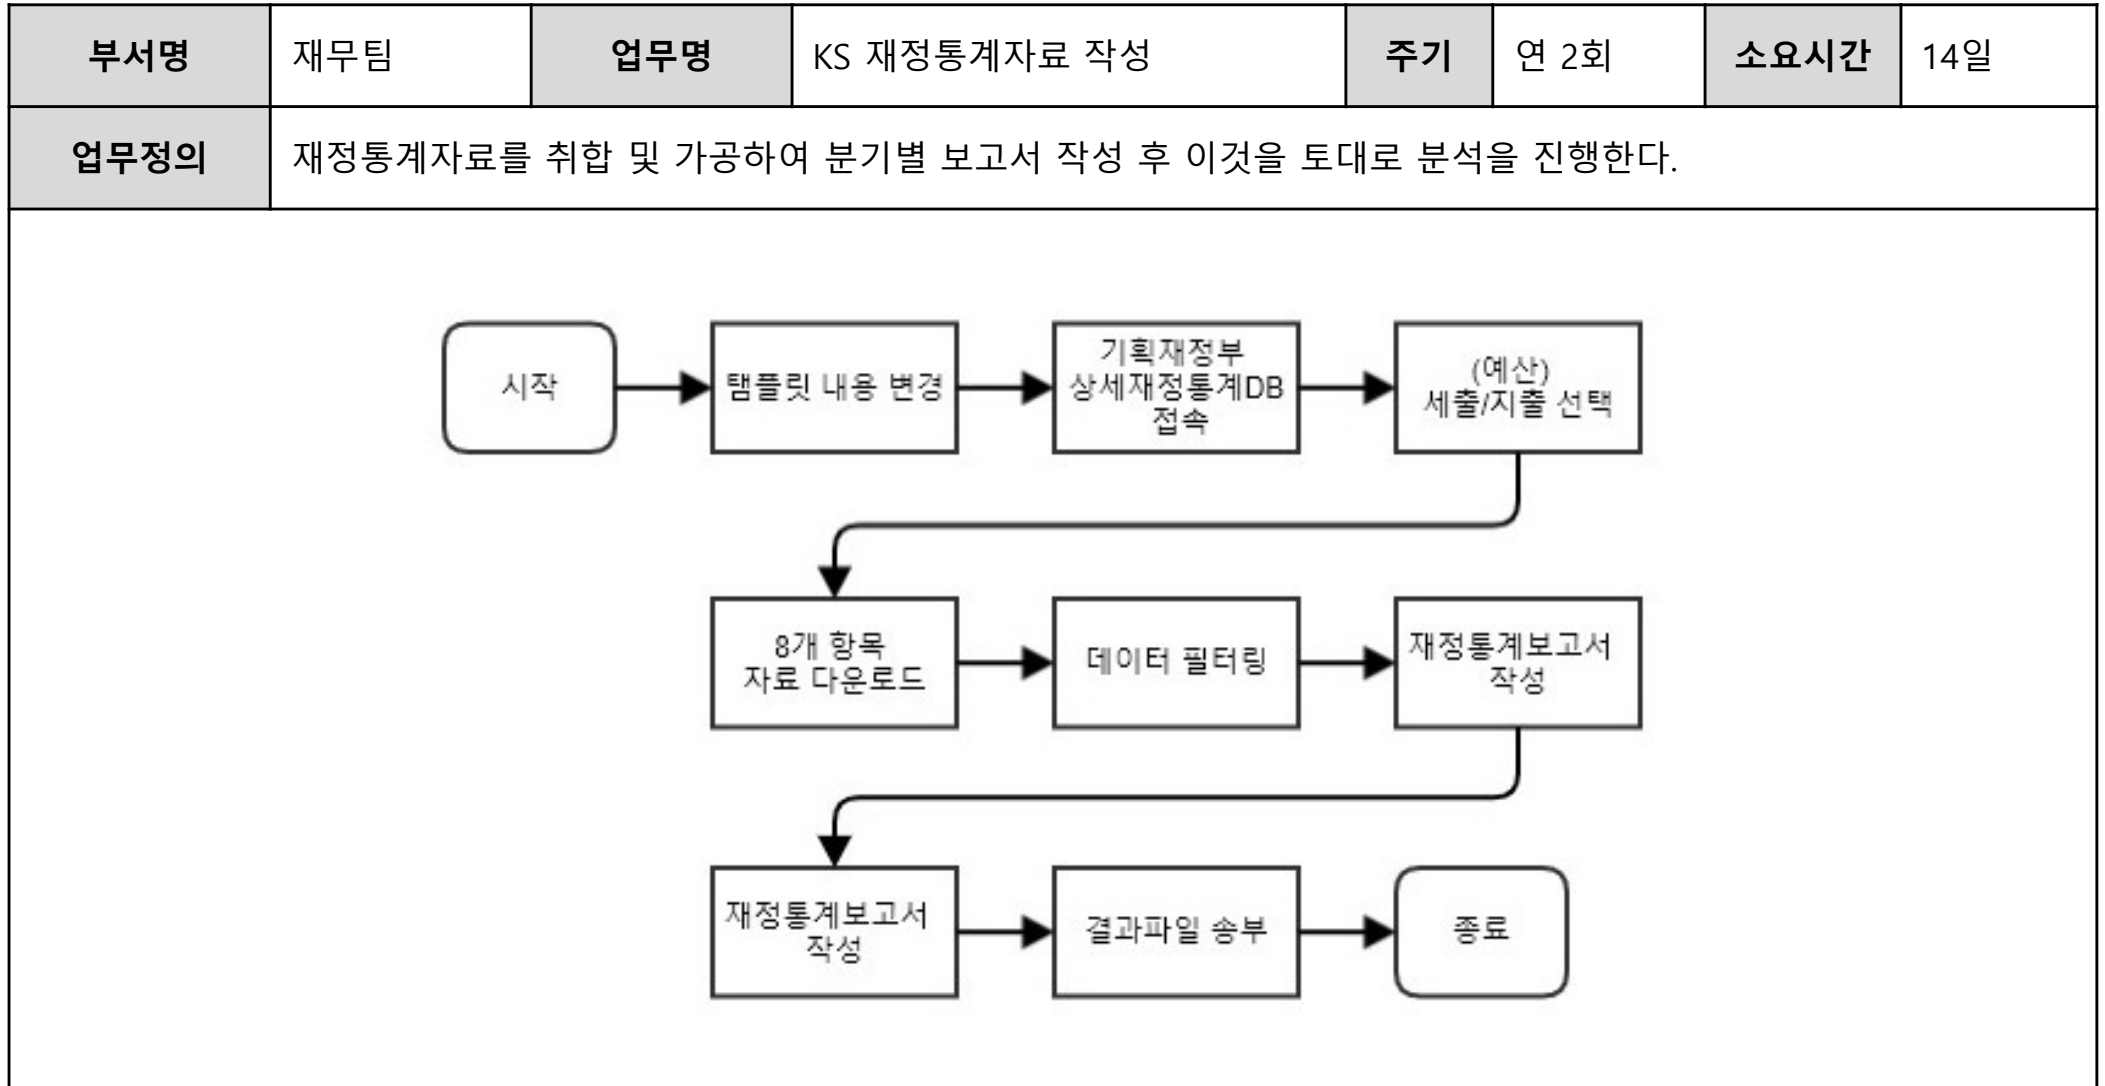 부서명 재무팀 업무명 KS 재정통계자료 작성 주기 연 2회 소요시간 14일
업무정의 재정통계자료를 취합 및 가공하여 분기별 보고서 작성 후 이것을 토대로 분석을 진행한다.
시작
탬플릿 내용 변경
기획재정부
상세재정통계DB
접속
(예산)
세출/지출 선택
8개 항목
자료 다운로드
데이터 필터링
재정통계보고서
작성
재정통계보고서
작성
결과파일 송부
종료